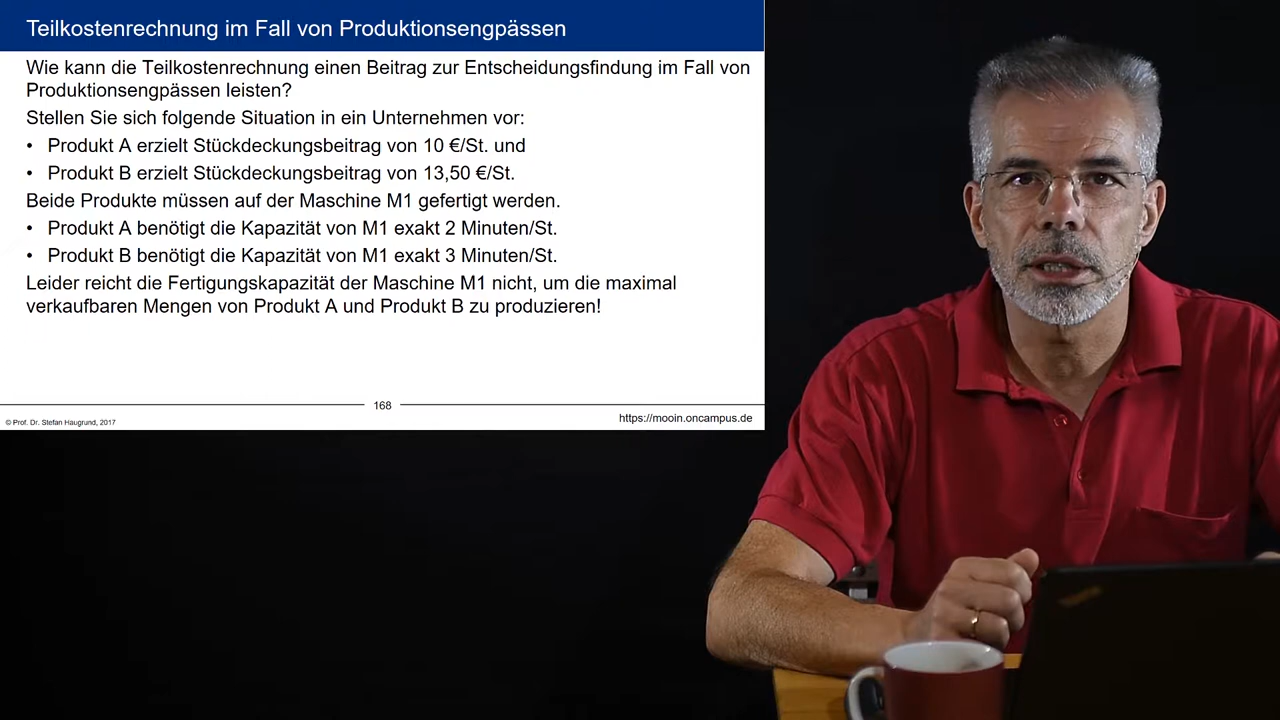 Teilkostenrechnung im Fall von Produktionsengpässen
Wie kann die Teilkostenrechnung einen Beitrag zur Entscheidungsfindung im Fall von
Produktionsengpässen leisten?
Stellen Sie sich folgende Situation in ein Unternehmen vor:
• Produkt A erzielt Stückdeckungsbeitrag von 10 €/St. und
• Produkt B erzielt Stückdeckungsbeitrag von 13,50 €/St.
Beide Produkte müssen auf der Maschine M1 gefertigt werden.
• Produkt A benötigt die Kapazität von M1 exakt 2 Minuten/St.
• Produkt B benötigt die Kapazität von M1 exakt 3 Minuten/St.
Leider reicht die Fertigungskapazität der Maschine M1 nicht, um die maximal
verkaufbaren Mengen von Produkt A und Produkt B zu produzieren!
168
© Prof. Dr. Stefan Haugrund, 2017
https://mooin.oncampus.de